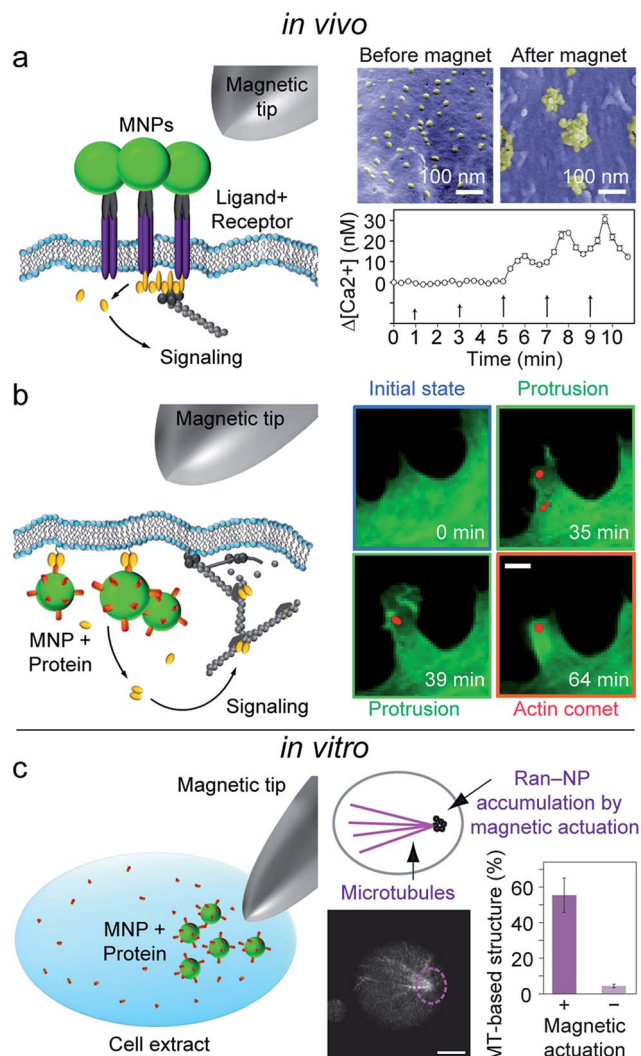 in vivo
a
Magnetic
tip
MNPs
Ligand+
Receptor
Signaling
Before magnet
After magnet
100 nm
100 nm
Δ[Ca2+] (nM)
30
20
10
0
0 1 2 3 4 5 6 7 8 9 10
Time (min)
b
Magnetic tip
MNP +
Protein
Signaling
Initial state
Protrusion
0 min
35 min
39 min
64 min
Protrusion
Actin comet
in vitro
c
Magnetic tip
MNP +
Protein
Cell extract
Ran–NP
accumulation by
magnetic actuation
Microtubules
MT-based structure (%)
60
40
20
0
+ −
Magnetic
actuation